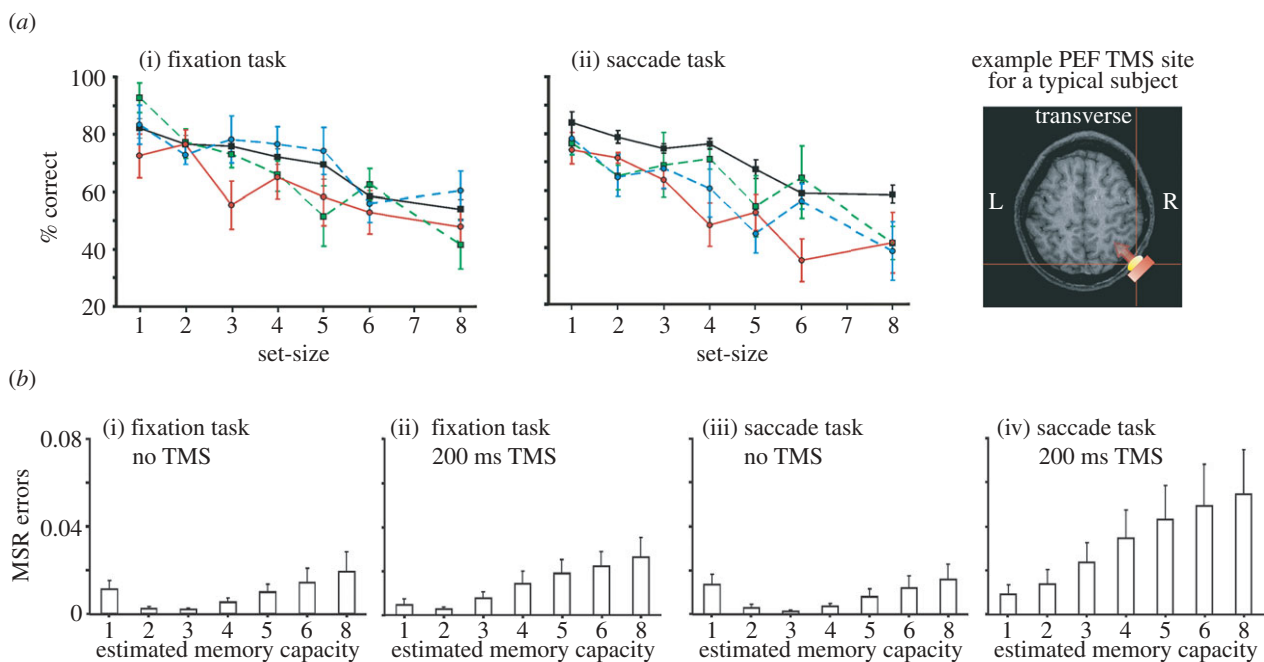 (a)
(i) fixation task
(ii) saccade task
example PEF TMS site
for a typical subject
100
80
60
40
20
% correct
1 2 3 4 5 6 7 8
set-size
1 2 3 4 5 6 7 8
set-size
transverse
L
R
(b)
(i) fixation task
no TMS
(ii) fixation task
200 ms TMS
(iii) saccade task
no TMS
(iv) saccade task
200 ms TMS
0.08
0.04
0
MSR errors
1 2 3 4 5 6 8
estimated memory capacity
1 2 3 4 5 6 8
estimated memory capacity
1 2 3 4 5 6 8
estimated memory capacity
1 2 3 4 5 6 8
estimated memory capacity